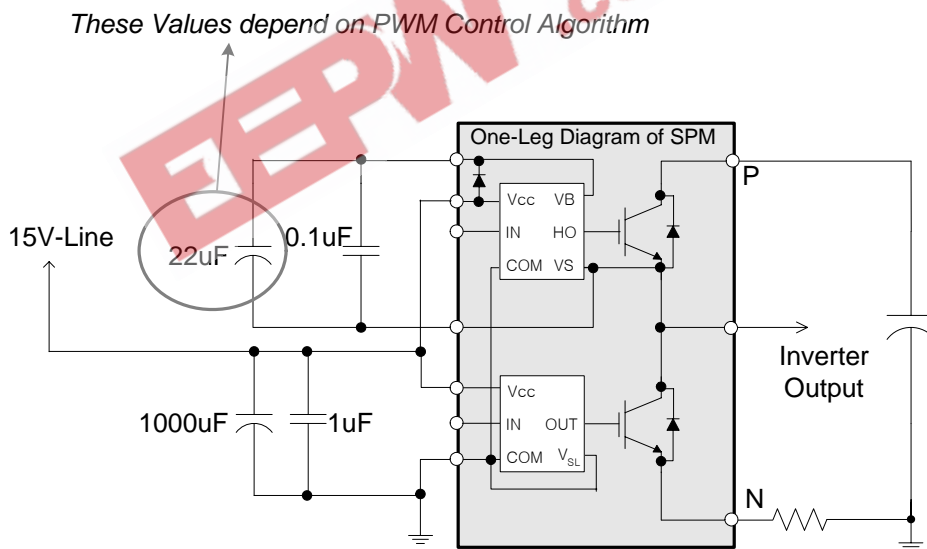 These Values depend on PWM Control Algorithm
EEPW.c
One-Leg Diagram of SPM
P
Vcc VB
15V-Line
22uF
0.1uF
IN HO
COM VS
Inverter
Output
Vcc
1000uF
1uF
IN OUT
COM VSL
N